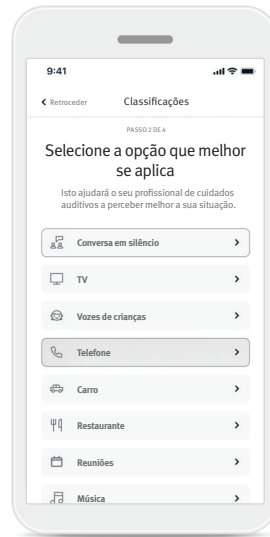 9:41
Retroceder Classificações
PASSO 2 DE 4
Selecione a opção que melhor
se aplica
Isto ajudará o seu profissional de cuidados
auditivos a perceber melhor a sua situação.
Conversa em silêncio
TV
Vozes de crianças
Telefone
Carro
Restaurante
Reuniões
Música